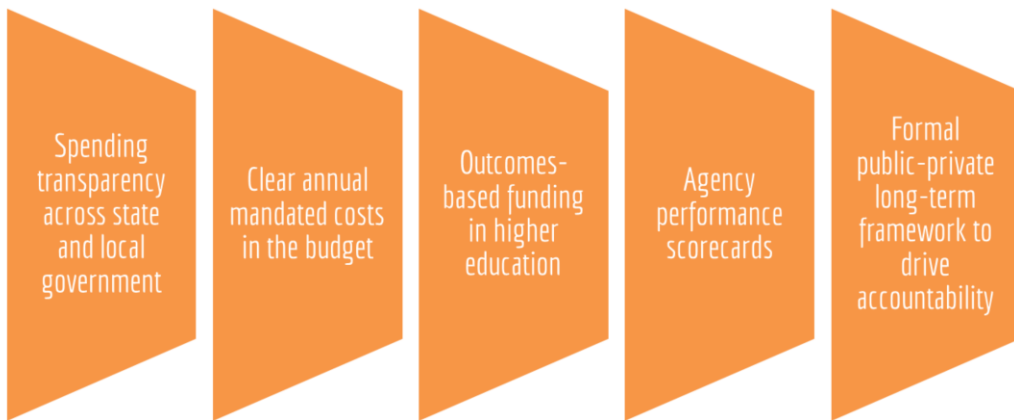 Spending
transparency
across state
and local
government
Clear annual
mandated costs
in the budget
Outcomes-
based funding
in higher
education
Agency
performance
scorecards
Formal
public-private
long-term
framework to
drive
accountability